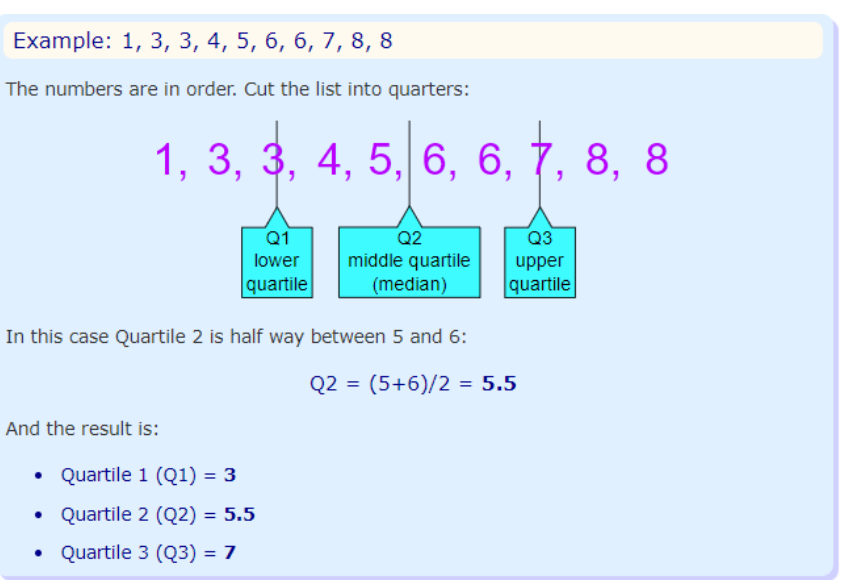 Example: 1, 3, 3, 4, 5, 6, 6, 7, 8, 8
The numbers are in order. Cut the list into quarters:
1, 3, 3, 4, 5, 6, 6, 7, 8, 8
Q1
lower
quartile
Q2
middle quartile
(median)
Q3
upper
quartile
In this case Quartile 2 is half way between 5 and 6:
Q2 = (5+6)/2 = 5.5
And the result is:
• Quartile 1 (Q1) = 3
• Quartile 2 (Q2) = 5.5
• Quartile 3 (Q3) = 7